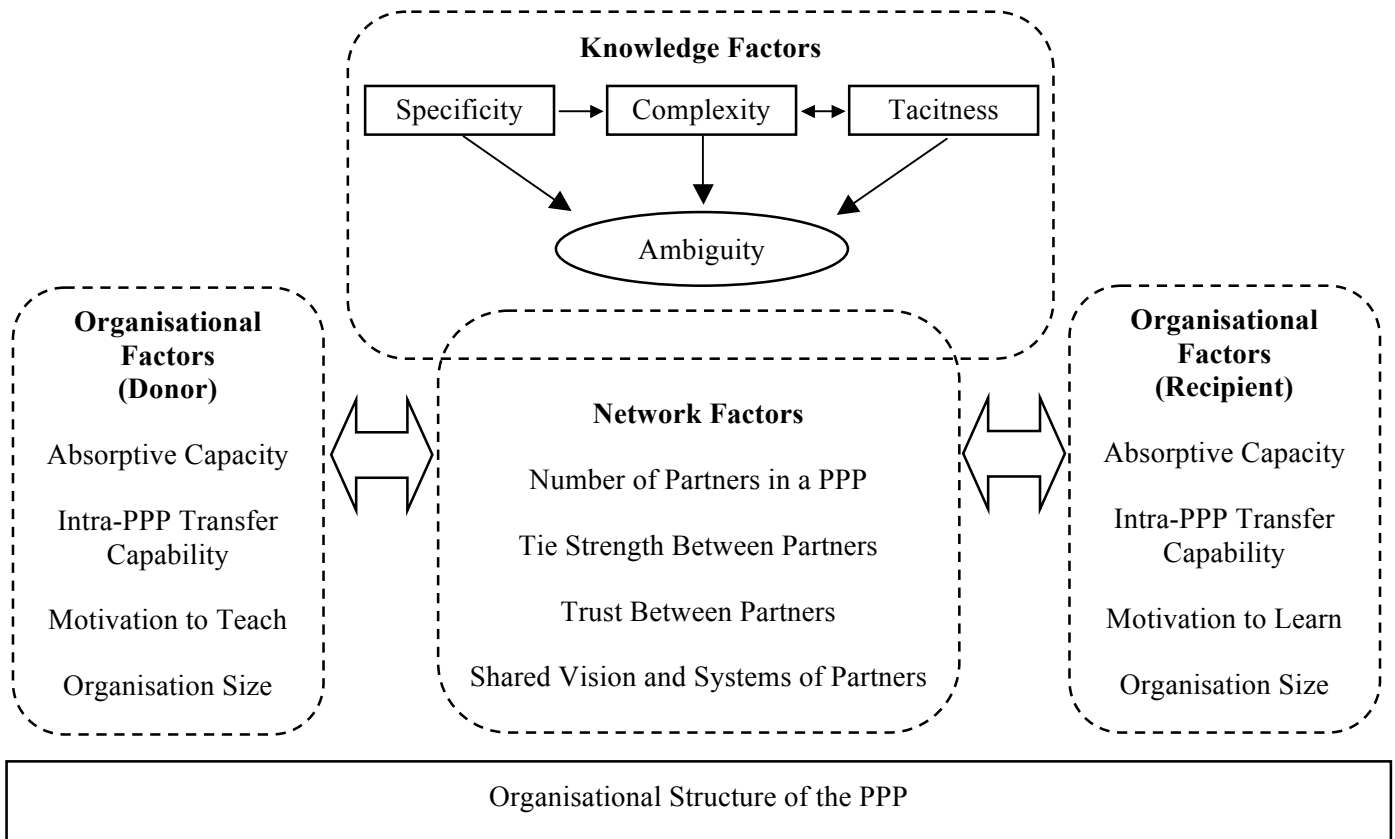 Knowledge Factors
Specificity
Complexity
Tacitness
Ambiguity
Organisational
Factors
(Donor)
Absorptive Capacity
Intra-PPP Transfer
Capability
Motivation to Teach
Organisation Size
Network Factors
Number of Partners in a PPP
Tie Strength Between Partners
Trust Between Partners
Shared Vision and Systems of Partners
Organisational
Factors
(Recipient)
Absorptive Capacity
Intra-PPP Transfer
Capability
Motivation to Learn
Organisation Size
Organisational Structure of the PPP